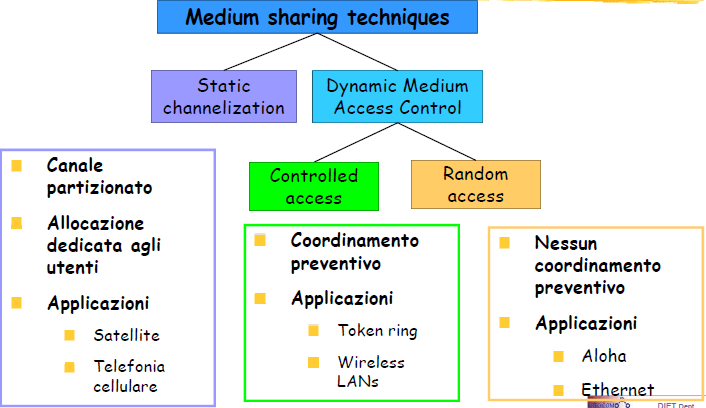 Medium sharing techniques
Static
channelization
Dynamic Medium
Access Control
Controlled
access
Random
access
Canale
partizionato
Allocazione
dedicata agli
utenti
Applicazioni
Satellite
Telefonia
cellulare
Coordinamento
preventivo
Applicazioni
Token ring
Wireless
LANs
Nessun
coordinamento
preventivo
Applicazioni
Aloha
Ethernet
DIET Dept